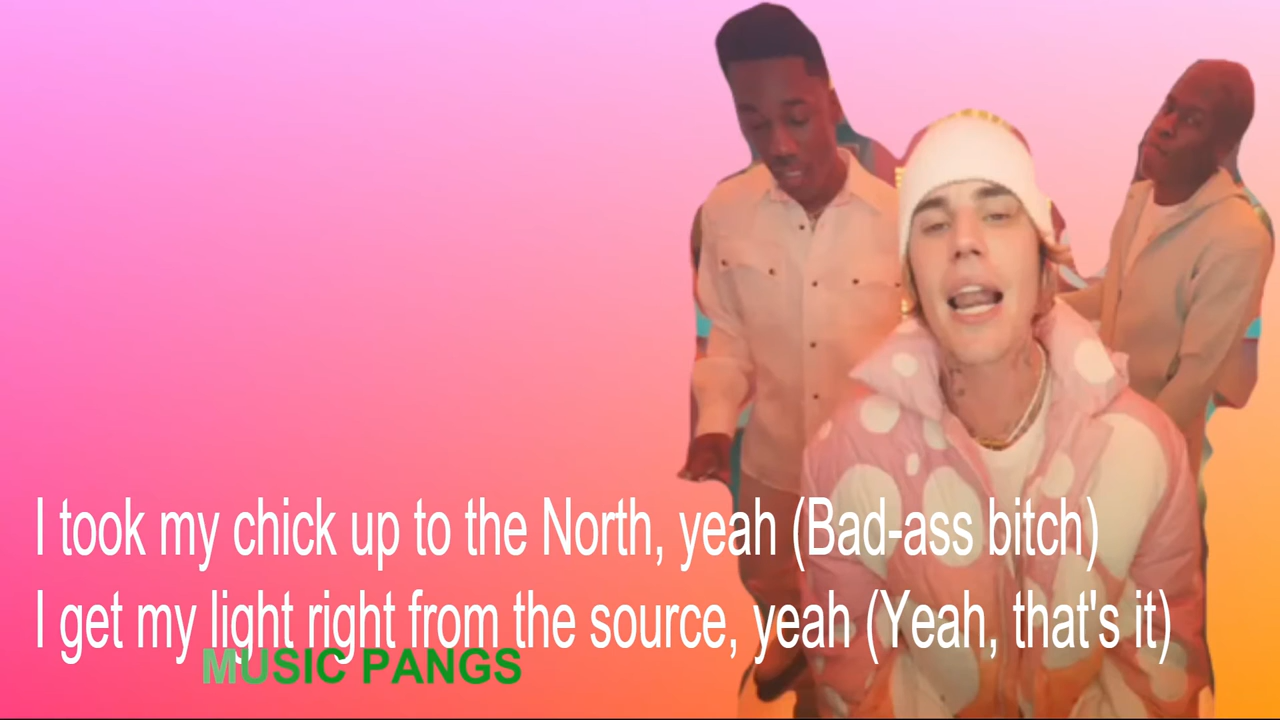 I took my chick up to the North, yeah (Bad-ass bitch)
I get my light right from the source, yeah (Yeah, that's it)
MUSIC PANGS